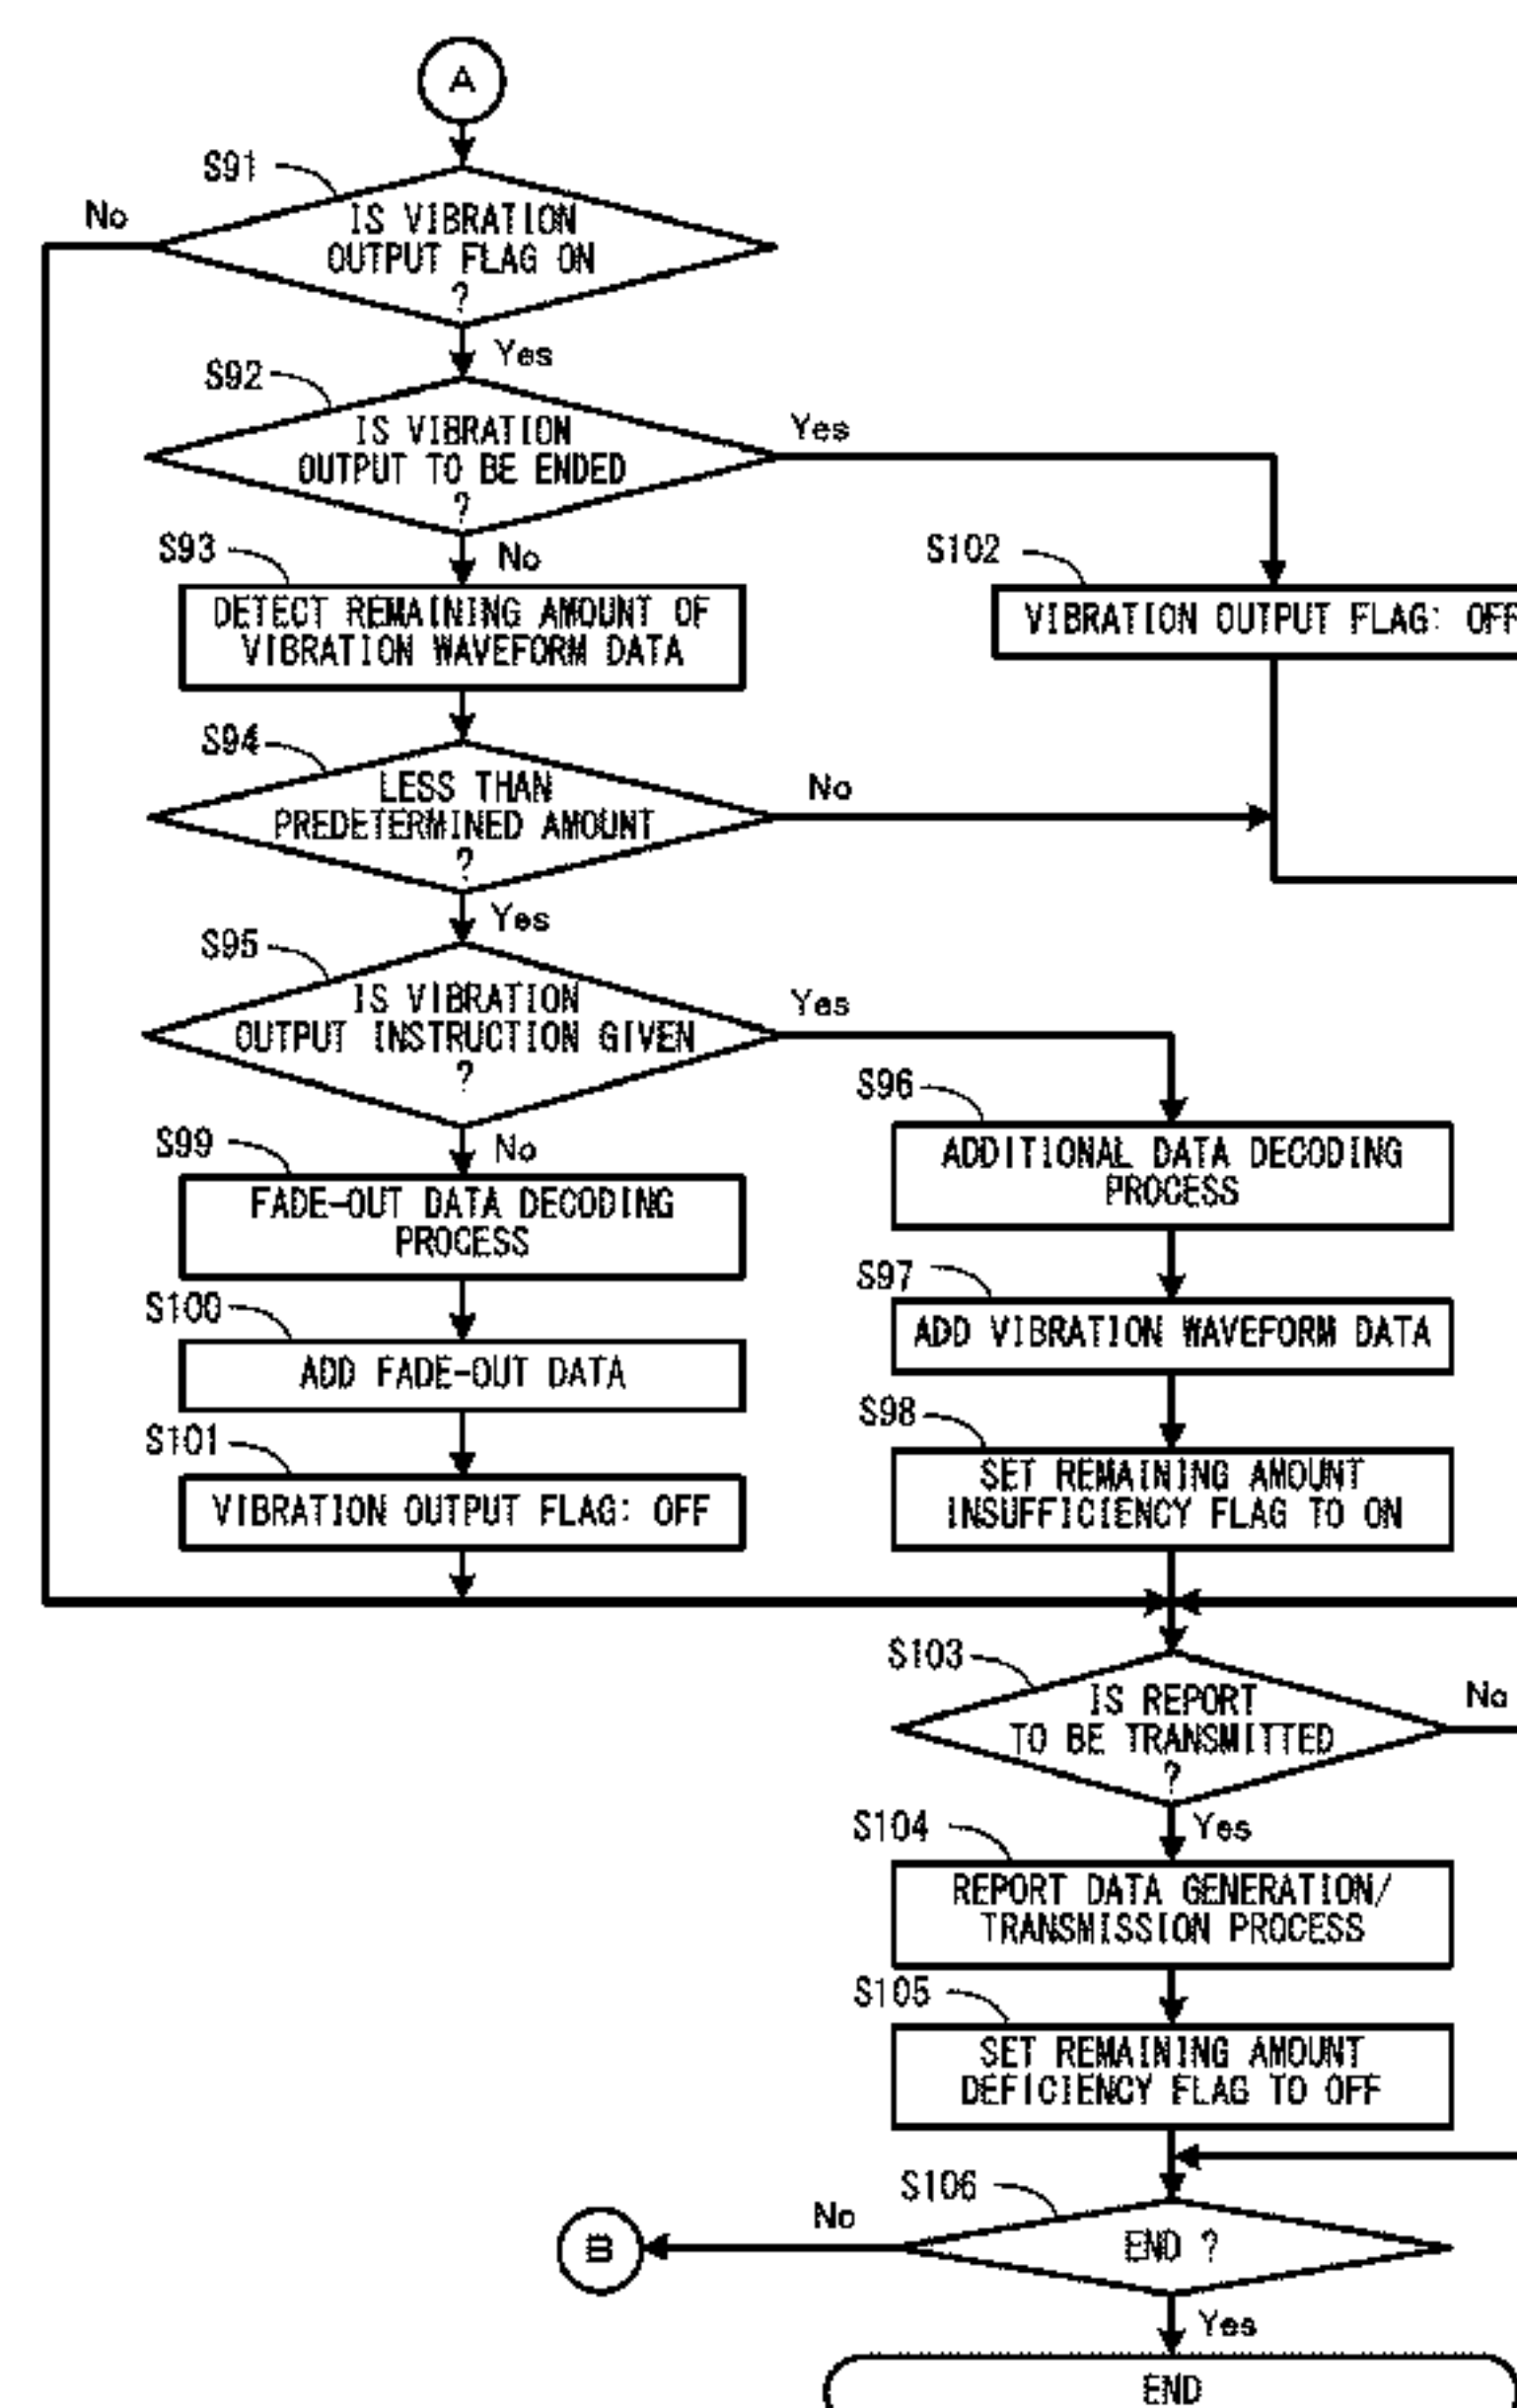 A
S91
No
IS VIBRATION
OUTPUT FLAG ON
?
Yes
S92
IS VIBRATION
OUTPUT TO BE ENDED
?
Yes
No
S93
DETECT REMAINING AMOUNT OF
VIBRATION WAVEFORM DATA
S102
VIBRATION OUTPUT FLAG: OFF
S94
LESS THAN
PREDETERMINED AMOUNT
?
No
Yes
S95
IS VIBRATION
OUTPUT INSTRUCTION GIVEN
?
Yes
No
S99
FADE-OUT DATA DECODING
PROCESS
S100
ADD FADE-OUT DATA
S101
VIBRATION OUTPUT FLAG: OFF
S96
ADDITIONAL DATA DECODING
PROCESS
S97
ADD VIBRATION WAVEFORM DATA
S98
SET REMAINING AMOUNT
INSUFFICIENCY FLAG TO ON
S103
IS REPORT
TO BE TRANSMITTED
?
No
Yes
S104
REPORT DATA GENERATION/
TRANSMISSION PROCESS
S105
SET REMAINING AMOUNT
DEFICIENCY FLAG TO OFF
S106
END ?
No
B
Yes
END